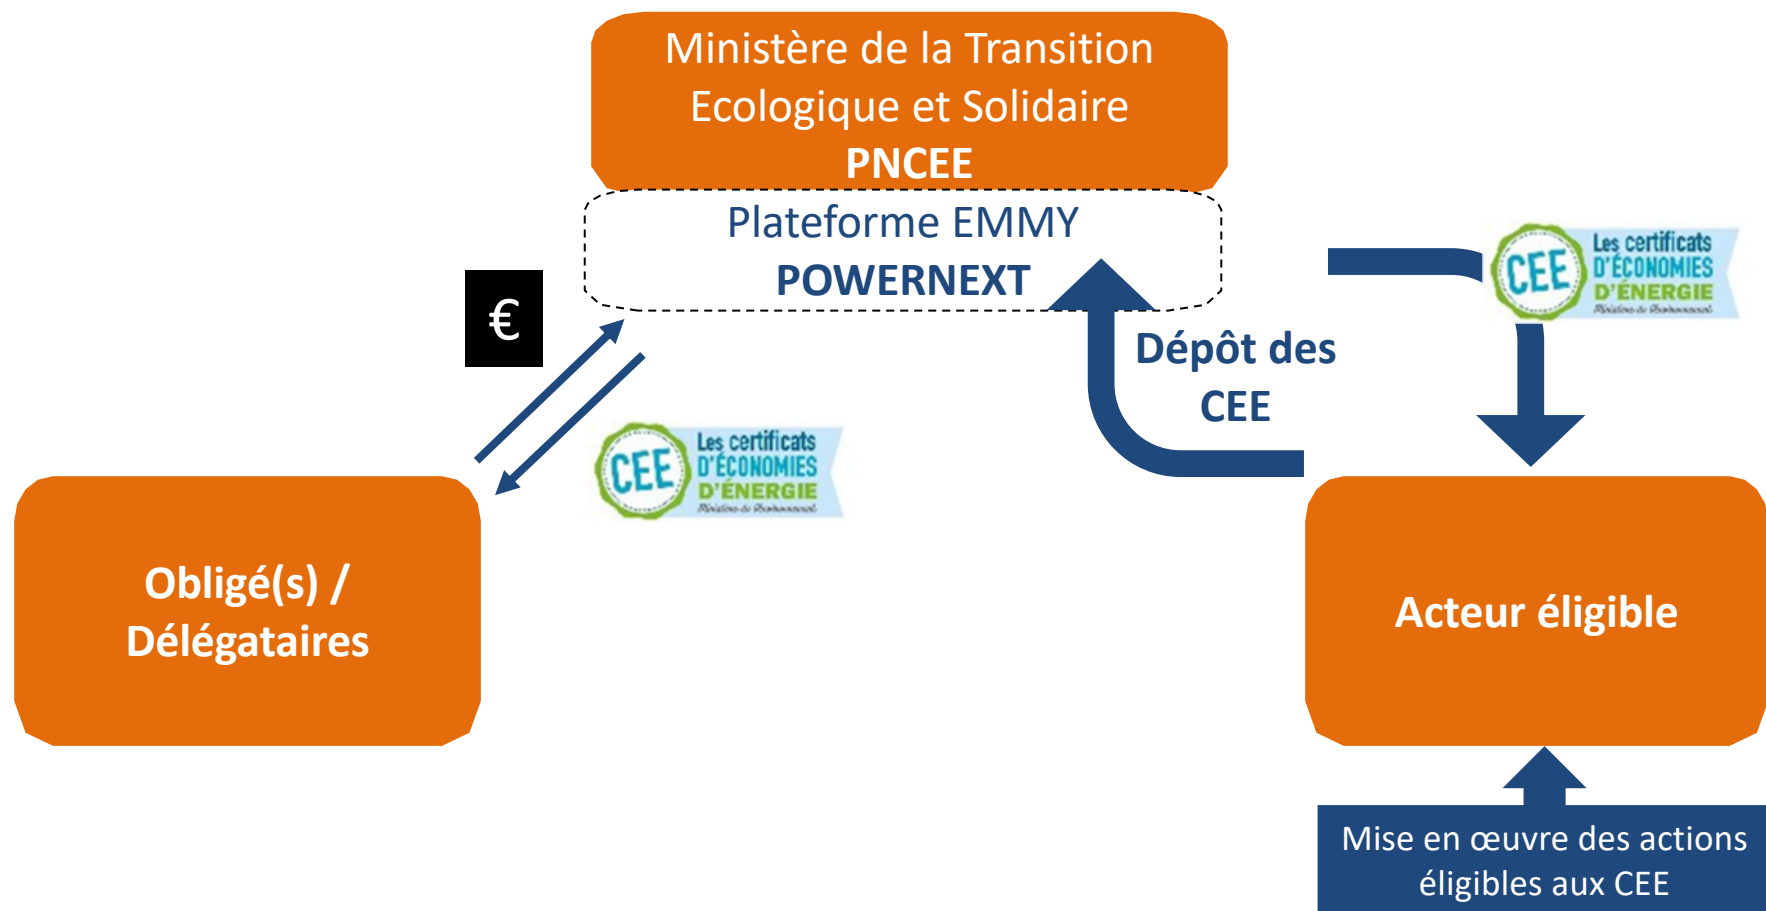 Ministère de la Transition
Ecologique et Solidaire
PNCEE
Plateforme EMMY
POWERNEXT
€
CEE
Les certificats
D'ÉCONOMIES
D'ÉNERGIE
Dépôt des
CEE
CEE
Les certificats
D'ÉCONOMIES
D'ÉNERGIE
Obligé(s) /
Délégataires
Acteur éligible
Mise en œuvre des actions
éligibles aux CEE